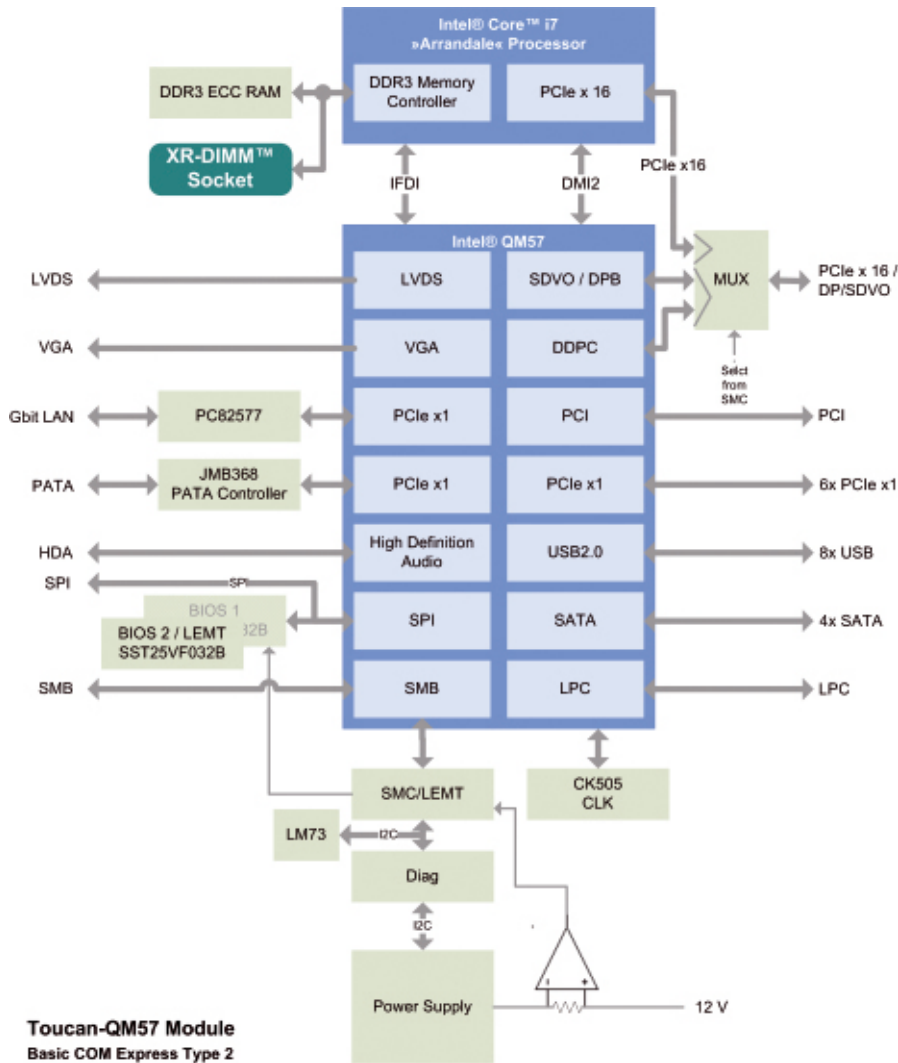 Intel® Core™ i7
»Arrandale« Processor
DDR3 ECC RAM
DDR3 Memory
Controller
PCIe x 16
XR-DIMM™
Socket
PCIe x16
IFDI
DMI2
Intel® QM57
LVDS
LVDS
SDVO / DPB
MUX
PCIe x 16 /
DP/SDVO
VGA
VGA
DDPC
Selct
from
SMC
Gbit LAN
PC82577
PCIe x1
PCI
PCI
PATA
JMB368
PATA Controller
PCIe x1
PCIe x1
6x PCIe x1
HDA
High Definition
Audio
USB2.0
8x USB
SPI
SPI
BIOS 1
32B
BIOS 2 / LEMT
SST25VF032B
SPI
SATA
4x SATA
SMB
SMB
LPC
LPC
SMC/LEMT
CK505
CLK
LM73
I2C
Diag
I2C
- +
Power Supply
12 V
Toucan-QM57 Module
Basic COM Express Type 2